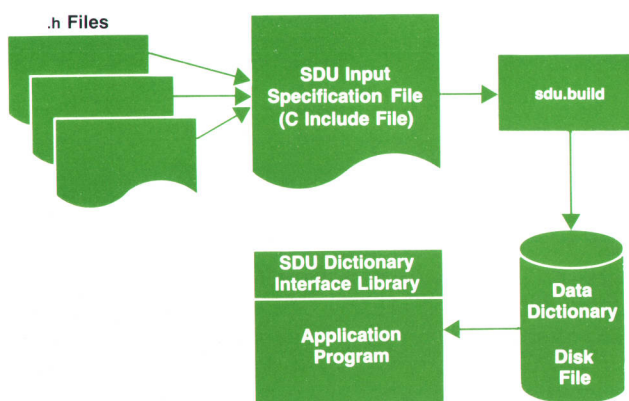 .h Files
SDU Input
Specification File
(C Include File)
sdu.build
SDU Dictionary
Interface Library
Application
Program
Data
Dictionary
Disk
File